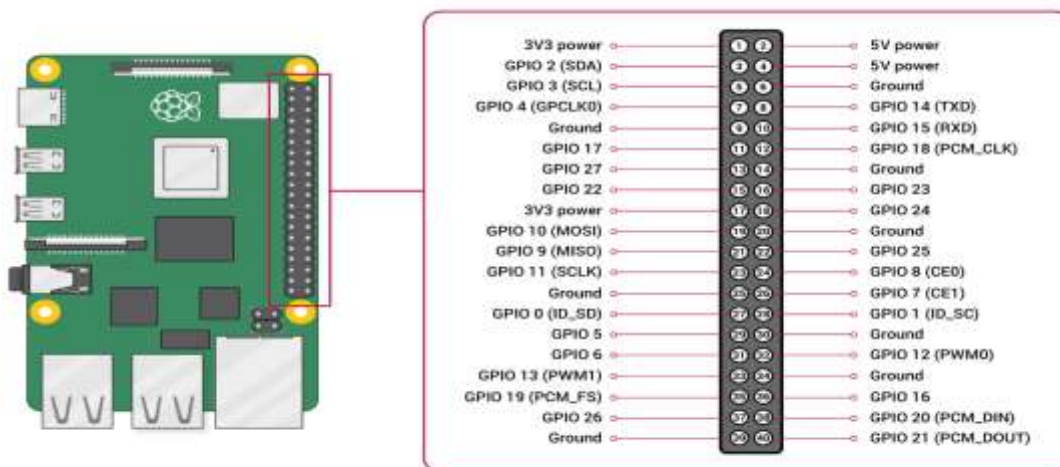 3V3 power 1 2 5V power
GPIO 2 (SDA) 3 4 5V power
GPIO 3 (SCL) 5 6 Ground
GPIO 4 (GPCLK0) 7 8 GPIO 14 (TXD)
Ground 9 10 GPIO 15 (RXD)
GPIO 17 11 12 GPIO 18 (PCM_CLK)
GPIO 27 13 14 Ground
GPIO 22 15 16 GPIO 23
3V3 power 17 18 GPIO 24
GPIO 10 (MOSI) 19 20 Ground
GPIO 9 (MISO) 21 22 GPIO 25
GPIO 11 (SCLK) 23 24 GPIO 8 (CE0)
Ground 25 26 GPIO 7 (CE1)
GPIO 0 (ID_SD) 27 28 GPIO 1 (ID_SC)
GPIO 5 29 30 Ground
GPIO 6 31 32 GPIO 12 (PWM0)
GPIO 13 (PWM1) 33 34 Ground
GPIO 19 (PCM_FS) 35 36 GPIO 16
GPIO 26 37 38 GPIO 20 (PCM_DIN)
Ground 39 40 GPIO 21 (PCM_DOUT)